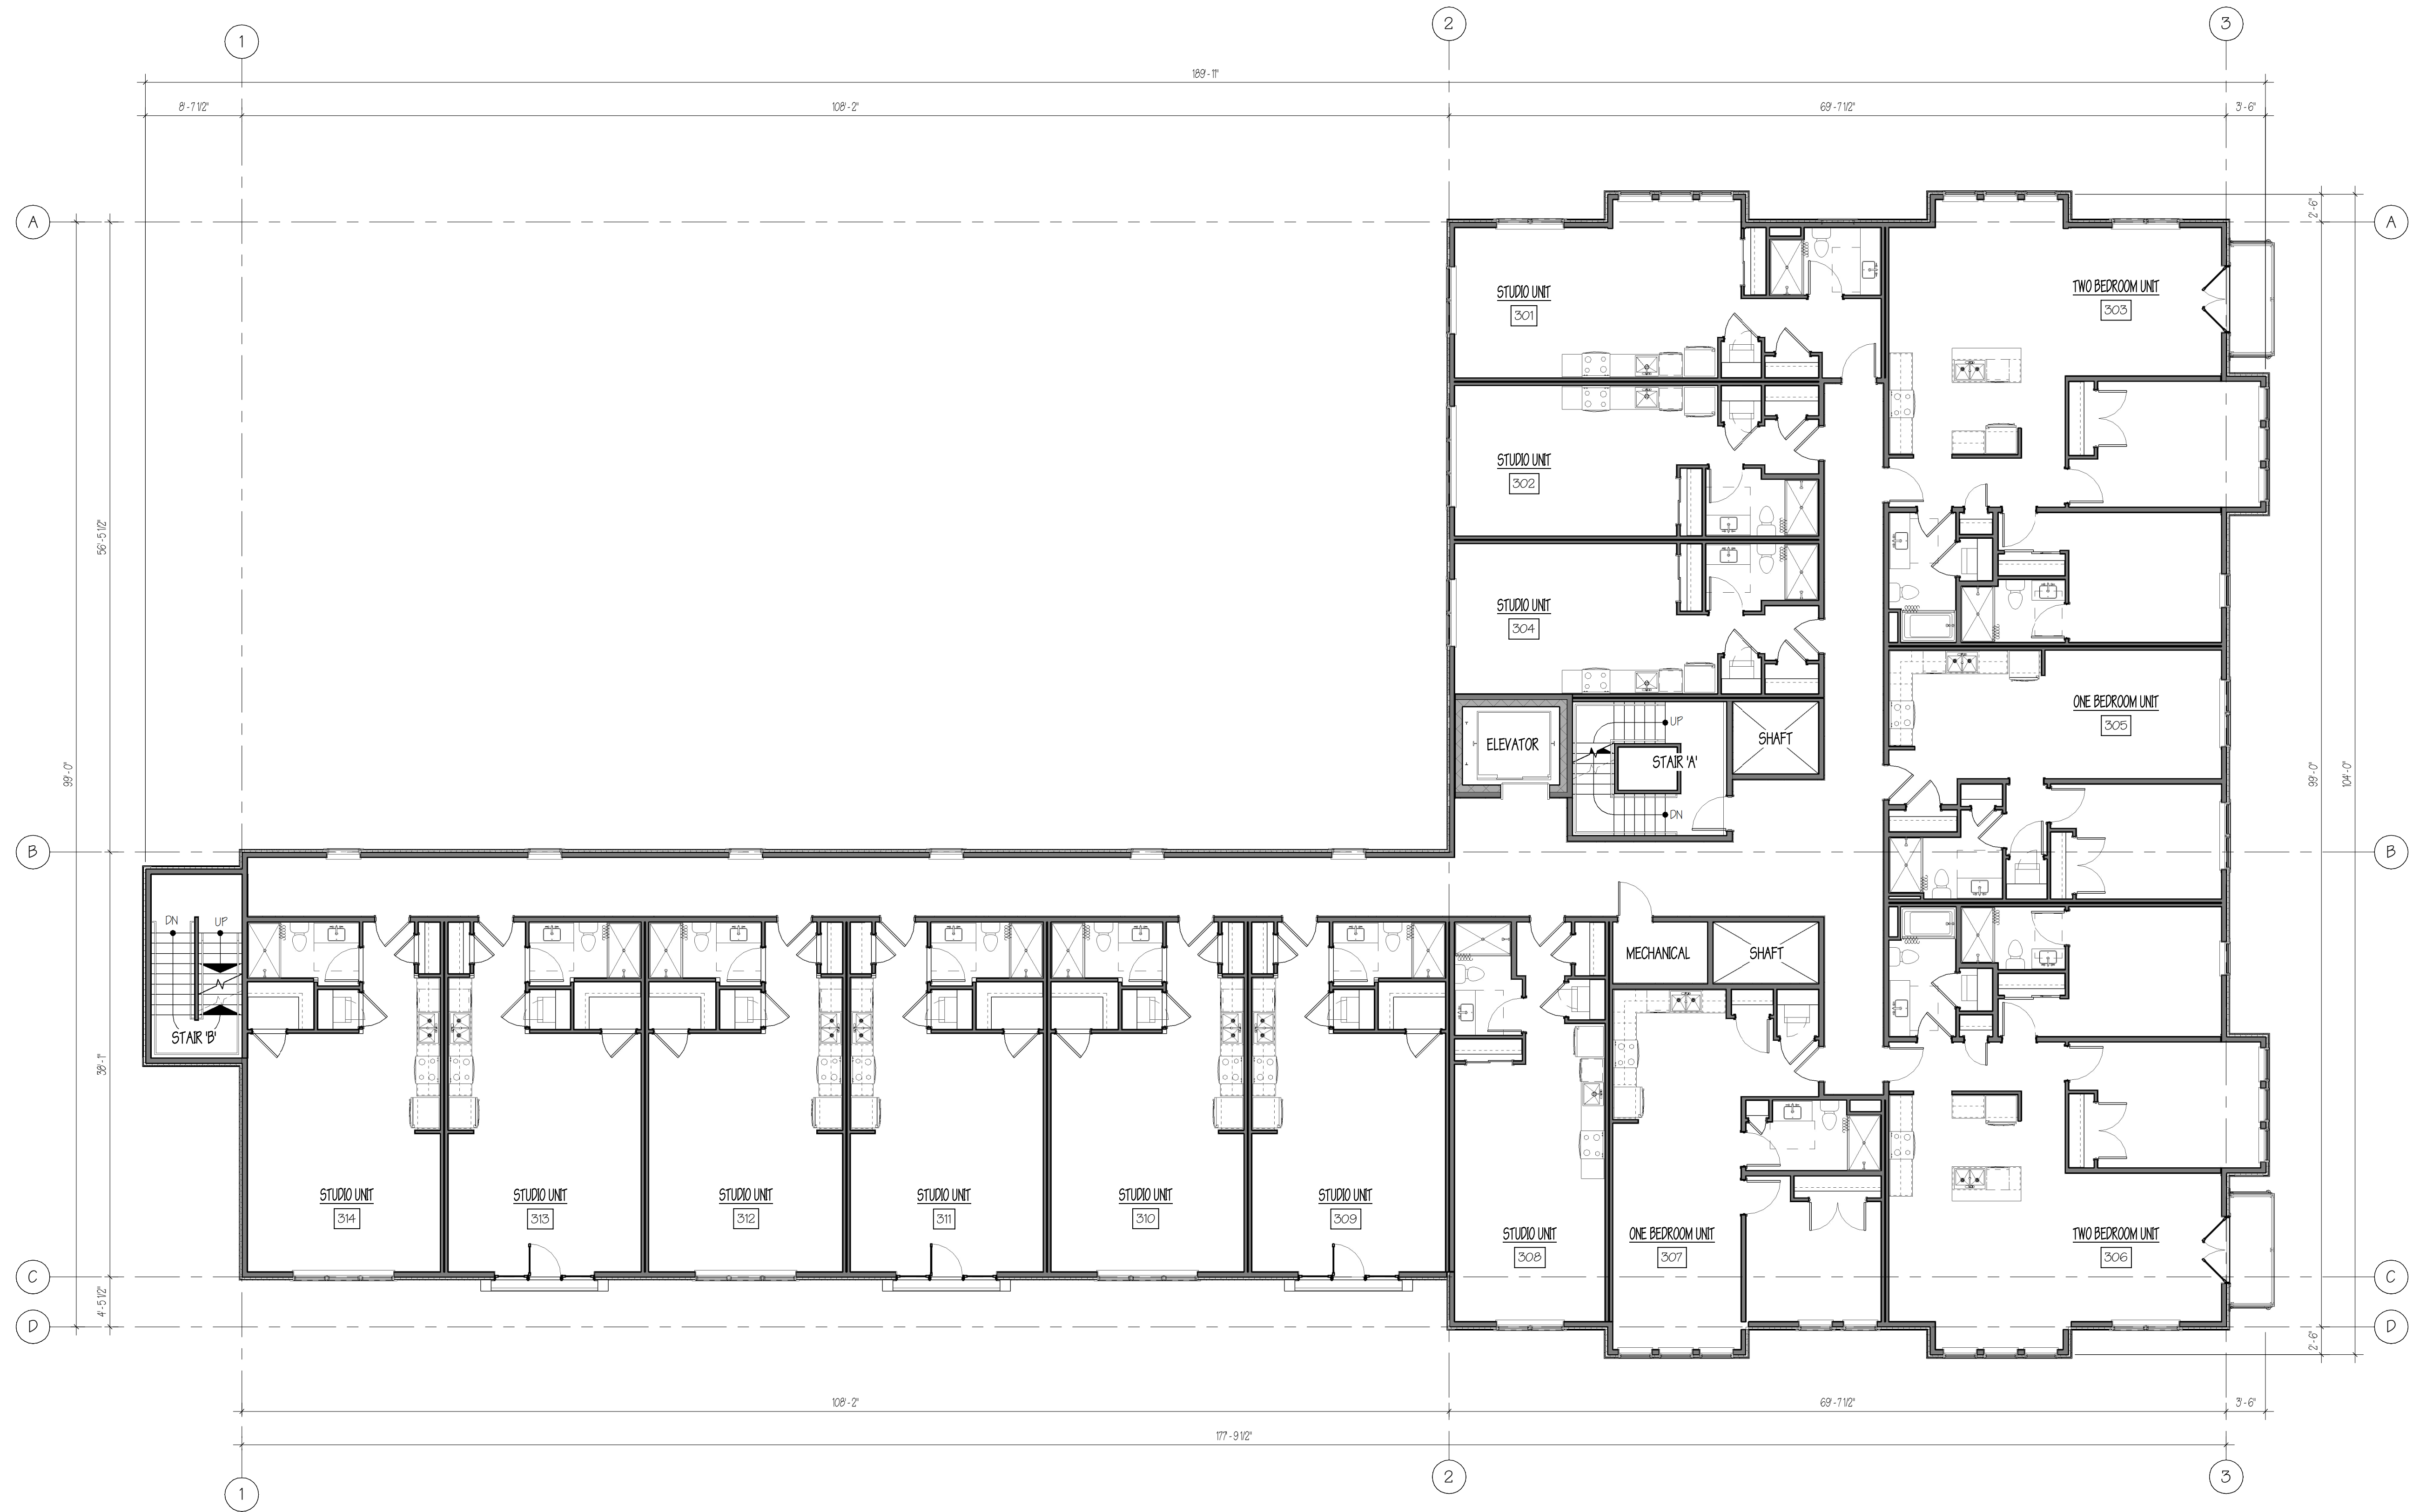 2
3
1
189'-11"
8'-7 1/2"
108'-2"
69'-7 1/2"
3'-6"
2'-6"
A
A
STUDIO UNIT
301
TWO BEDROOM UNIT
303
STUDIO UNIT
302
56'-5 1/2"
STUDIO UNIT
304
ONE BEDROOM UNIT
305
UP
ELEVATOR
SHAFT
STAIR 'A'
99'-0"
99'-0"
104'-0"
DN
B
B
DN
UP
MECHANICAL
SHAFT
STAIR 'B'
38'-1"
STUDIO UNIT
314
STUDIO UNIT
313
STUDIO UNIT
312
STUDIO UNIT
311
STUDIO UNIT
310
STUDIO UNIT
309
STUDIO UNIT
308
ONE BEDROOM UNIT
307
TWO BEDROOM UNIT
306
C
C
4'-5 1/2"
D
D
2'-6"
108'-2"
69'-7 1/2"
3'-6"
177'-9 1/2"
2
3
1